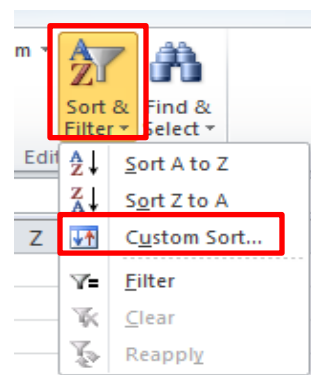 m
Sort & Find &
Filter Select
Edit
Sort A to Z
Sort Z to A
Z
Custom Sort...
Filter
Clear
Reapply